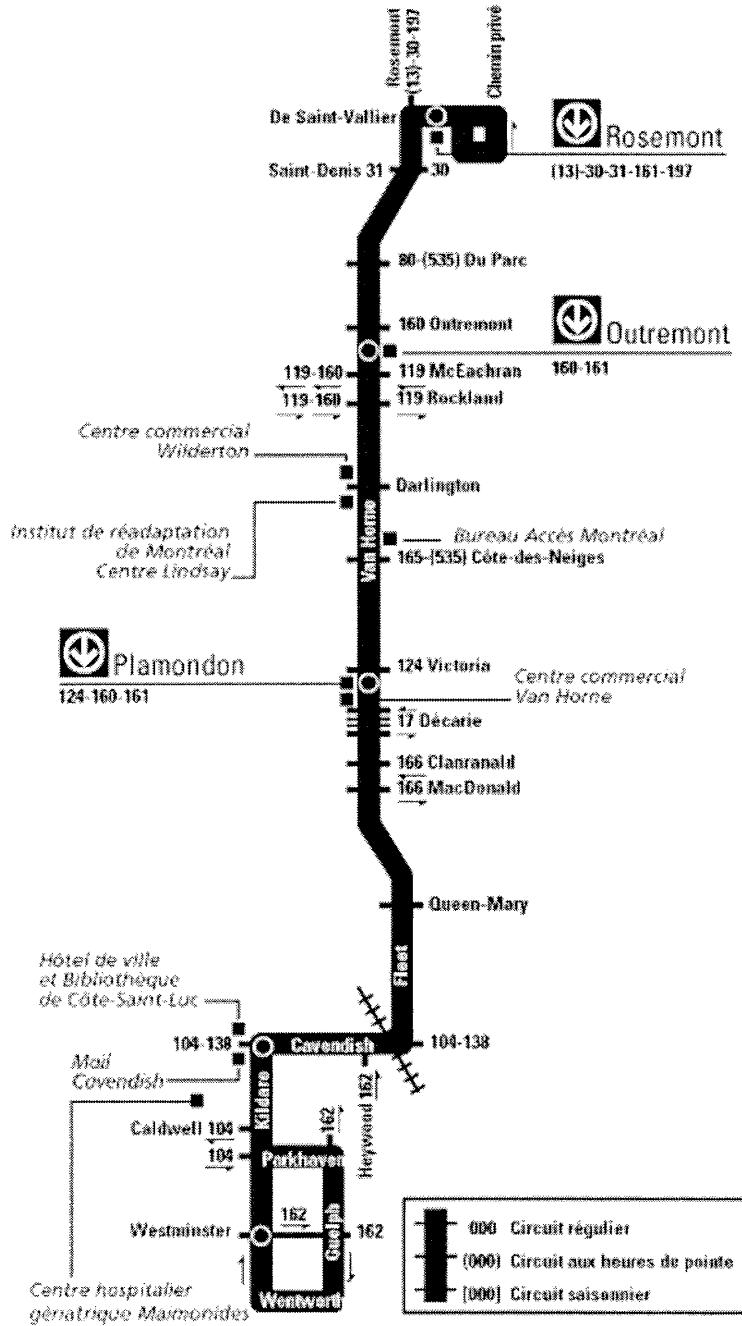 Rosemont
(13)-30-197
Chemin privé
De Saint-Vallier
Rosemont
(13)-30-31-161-197
Saint-Denis 31
30
80-(535) Du Parc
160 Outremont
Outremont
160-161
119-160
119 McEachran
119-160
119 Rockland
Centre commercial
Wilderton
Darlington
Institut de réadaptation
de Montréal
Centre Lindsay
Bureau Accès Montréal
Van Horne
165-(535) Côte-des-Neiges
Plamondon
124-160-161
124 Victoria
Centre commercial
Van Horne
17 Décarie
166 Clanranald
166 MacDonald
Queen-Mary
Fleet
Hôtel de ville
et Bibliothèque
de Côte-Saint-Luc
104-138
Cavendish
104-138
Mail
Cavendish
Kildare
Heywood 162
162
Caldwell 104
104
Parkhaven
162
Westminster
Guelph
162
Wentworth
Centre hospitalier
gériatrique Maimonides
000 Circuit régulier
(000) Circuit aux heures de pointe
[000] Circuit saisonnier